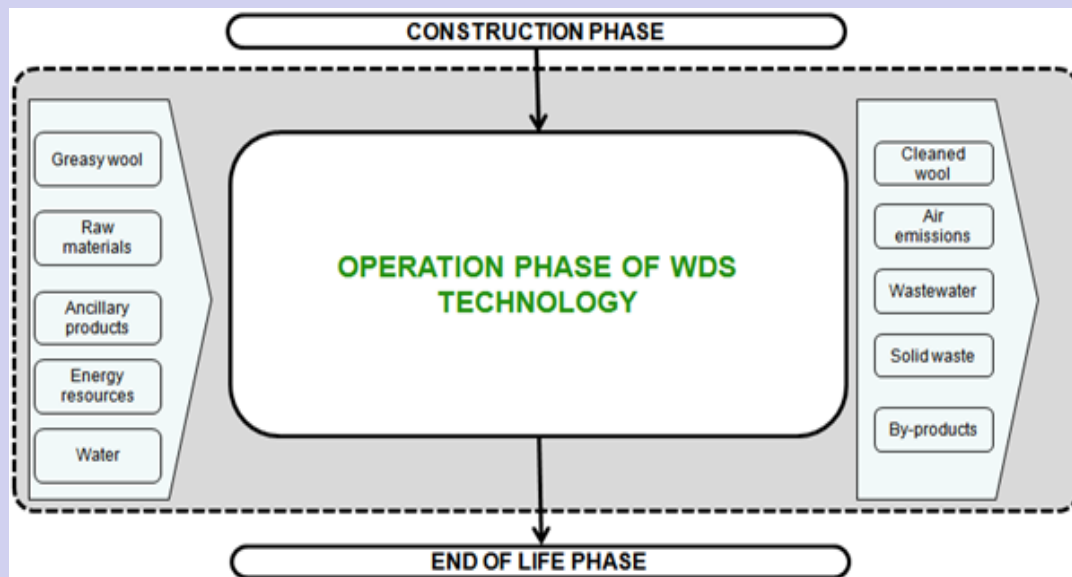 CONSTRUCTION PHASE
Greasy wool
Raw
materials
Ancillary
products
Energy
resources
Water
OPERATION PHASE OF WDS
TECHNOLOGY
Cleaned
wool
Air
emissions
Wastewater
Solid waste
By-products
END OF LIFE PHASE